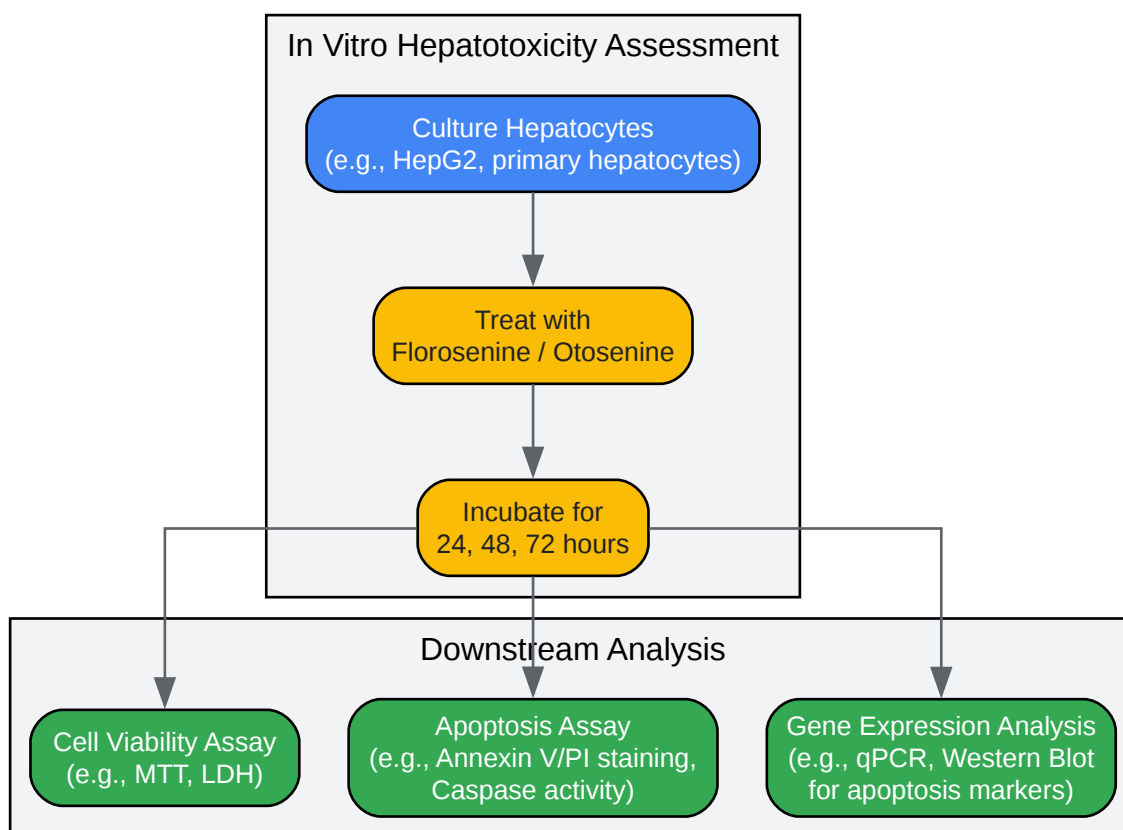 In Vitro Hepatotoxicity Assessment
Culture Hepatocytes
(e.g., HepG2, primary hepatocytes)
Treat with
Florosenine / Otosenine
Incubate for
24, 48, 72 hours
Downstream Analysis
Cell Viability Assay
(e.g., MTT, LDH)
Apoptosis Assay
(e.g., Annexin V/PI staining,
Caspase activity)
Gene Expression Analysis
(e.g., qPCR, Western Blot
for apoptosis markers)